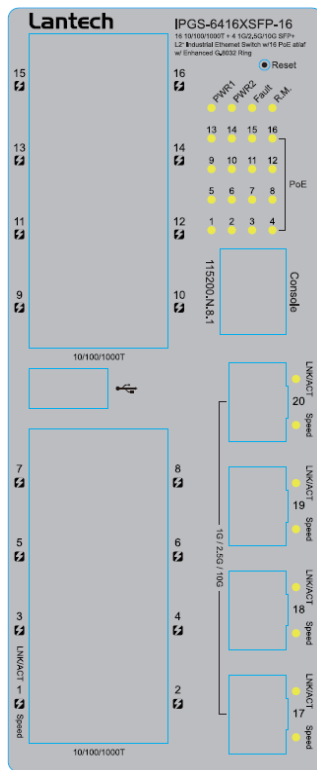 Lantech
IPGS-6416XSFP-16
16 10/100/1000T + 4 1G/2.5G/10G SFP+
L2+ Industrial Ethernet Switch w/16 PoE at/af
w/ Enhanced G.8032 Ring
Reset
PWR1 PWR2 Fault R.M.
13 14 15 16
9 10 11 12
5 6 7 8
1 2 3 4
PoE
15 16
13 14
11 12
9 10
10/100/1000T
115200.N.8.1
Console
LNK/ACT
20
Speed
LNK/ACT
19
Speed
1G / 2.5G / 10G
LNK/ACT
18
Speed
LNK/ACT
17
Speed
7 8
5 6
3 4
1 2
LNK/ACT
Speed
10/100/1000T